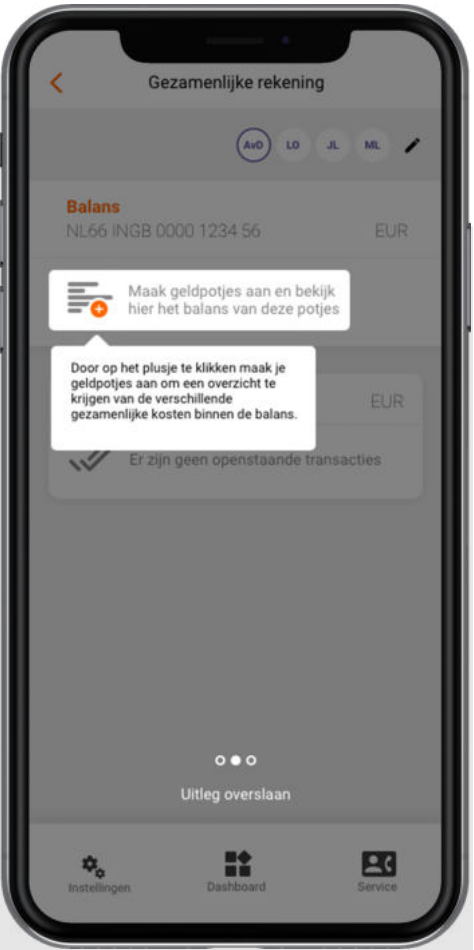 Gezamenlijke rekening
AvO LO JL ML
Balans
NL66 INGB 0000 1234 56 EUR
Maak geldpotjes aan en bekijk
hier het balans van deze potjes
Door op het plusje te klikken maak je
geldpotjes aan om een overzicht te
krijgen van de verschillende
gezamenlijke kosten binnen de balans.
EUR
Er zijn geen openstaande transacties
Uitleg overslaan
Instellingen Dashboard Service